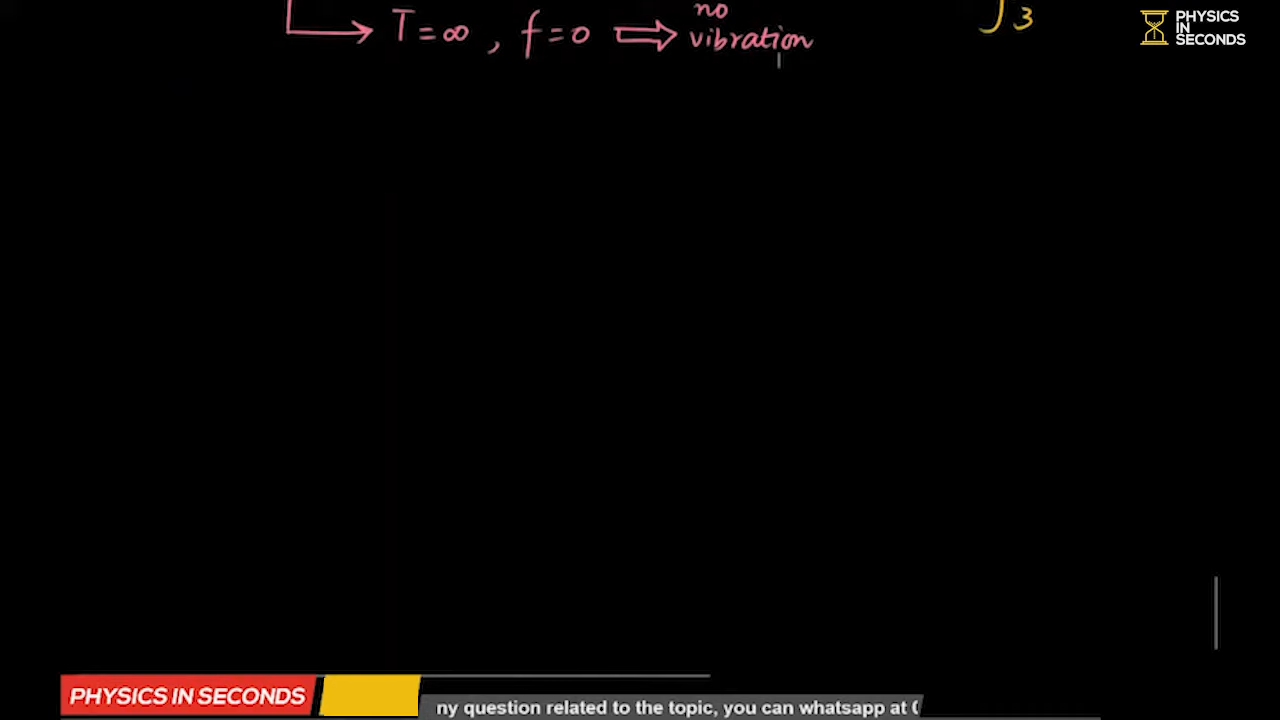 no
T = ∞ , f = 0 ⇒ vibration
3
PHYSICS
IN
SECONDS
PHYSICS IN SECONDS
ny question related to the topic, you can whatsapp at